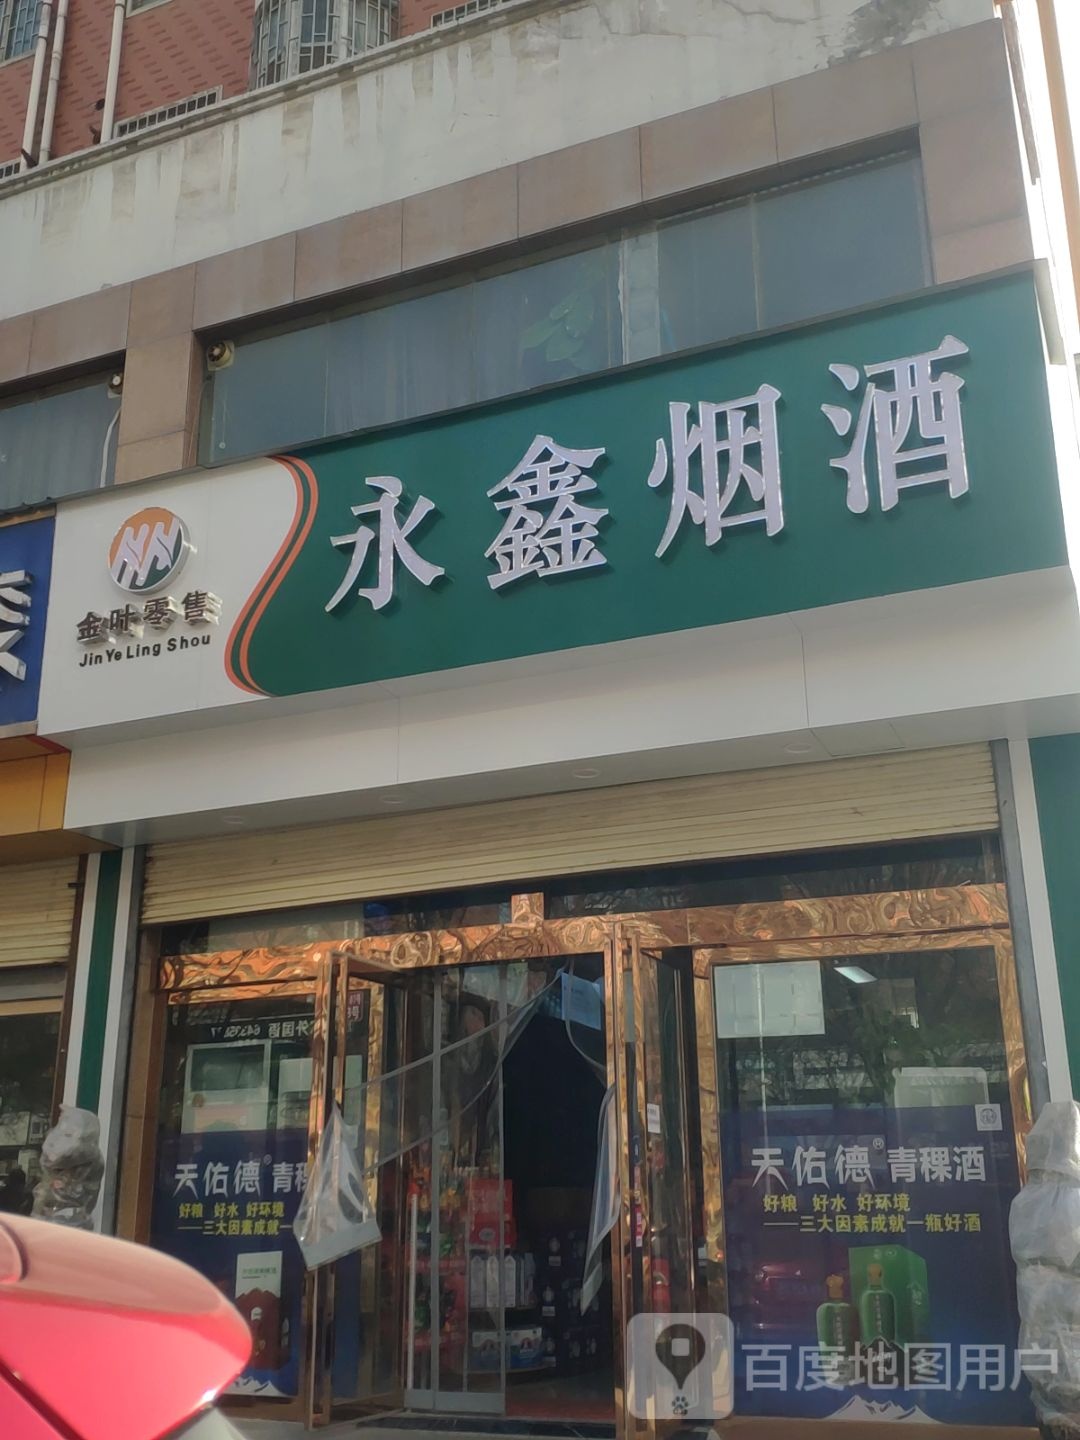 永鑫烟酒
金叶零售
JinYe Ling Shou
天佑德®青稞
好粮 好水 好环境
——三大因素成就一
天佑德®青稞酒
好粮 好水 好环境
——三大因素成就一瓶好酒
百度地图用户